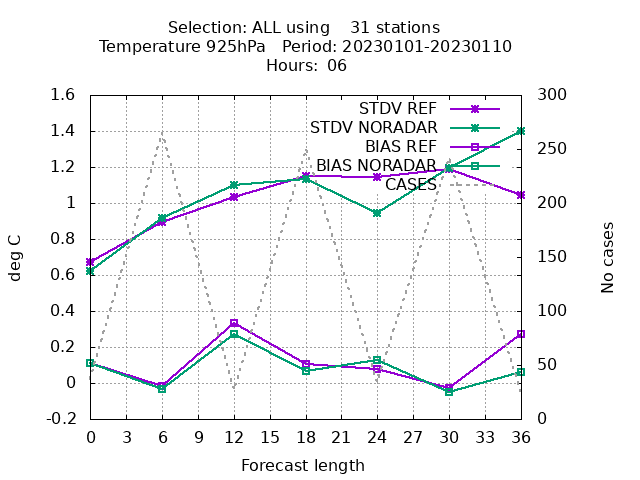 Selection: ALL using    31 stations
Temperature 925hPa   Period: 20230101-20230110
Hours: 06
1.6
1.4
1.2
1
0.8
0.6
0.4
0.2
0
-0.2
deg C
STDV REF
STDV NORADAR
BIAS REF
BIAS NORADAR
CASES
300
250
200
150
100
50
0
No cases
0 3 6 9 12 15 18 21 24 27 30 33 36
Forecast length